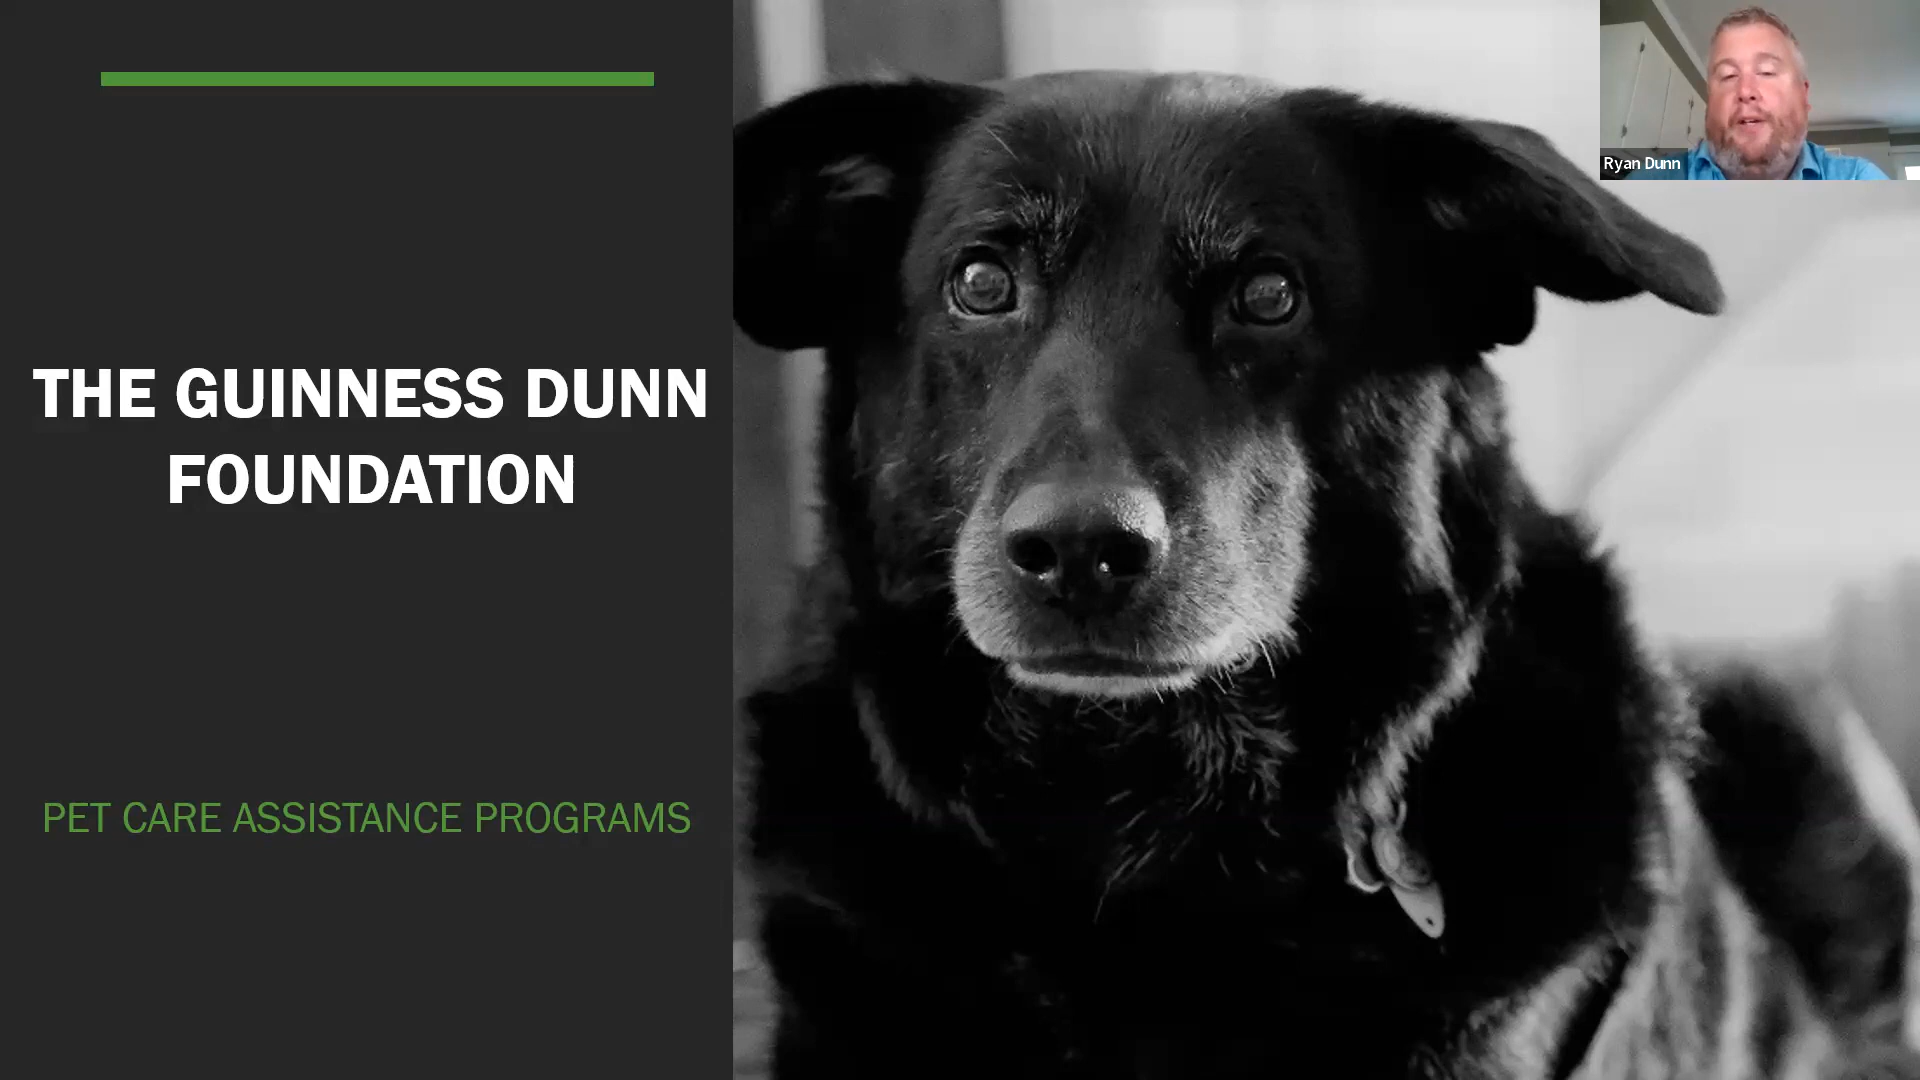 THE GUINNESS DUNN
FOUNDATION
PET CARE ASSISTANCE PROGRAMS
Ryan Dunn